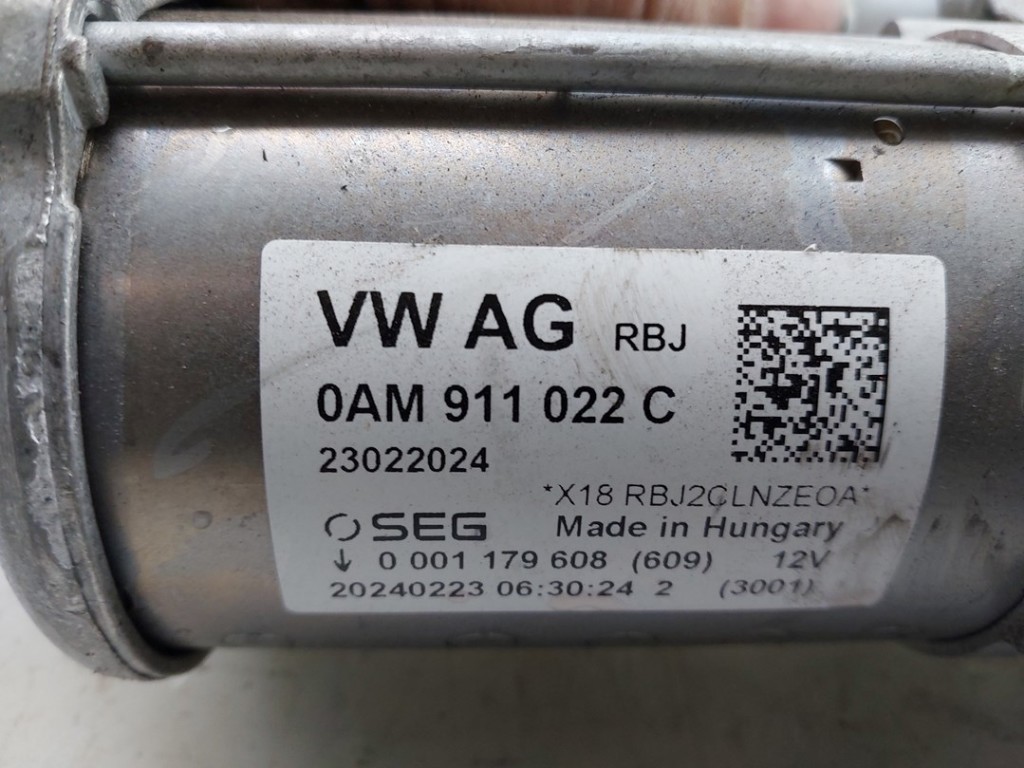 VW AG RBJ
0AM 911 022 C
23022024
*X18 RBJ2CLNZE0A*
SEG Made in Hungary
↓ 0 001 179 608 (609) 12V
20240223 06:30:24 2 (3001)